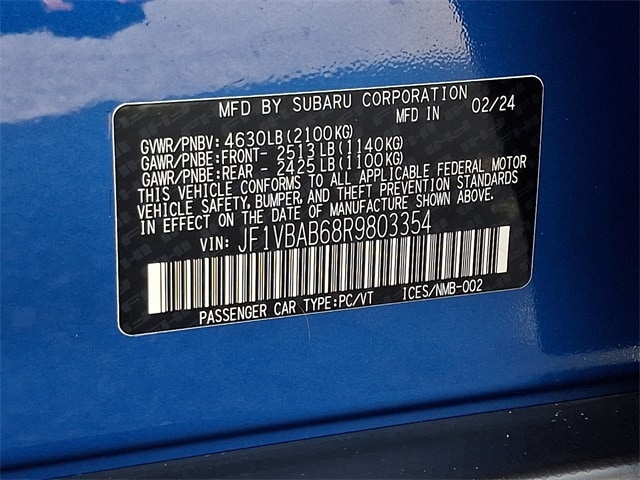 MFD BY SUBARU CORPORATION
MFD IN 02/24
GVWR/PNBV: 4630LB(2100KG)
GAWR/PNBE:FRONT- 2513LB(1140KG)
GAWR/PNBE:REAR - 2425LB(1100KG)
THIS VEHICLE CONFORMS TO ALL APPLICABLE FEDERAL MOTOR
VEHICLE SAFETY, BUMPER, AND THEFT PREVENTION STANDARDS
IN EFFECT ON THE DATE OF MANUFACTURE SHOWN ABOVE.
VIN: JF1VBAB68R9803354
PASSENGER CAR TYPE:PC/VT ICES/NMB-002